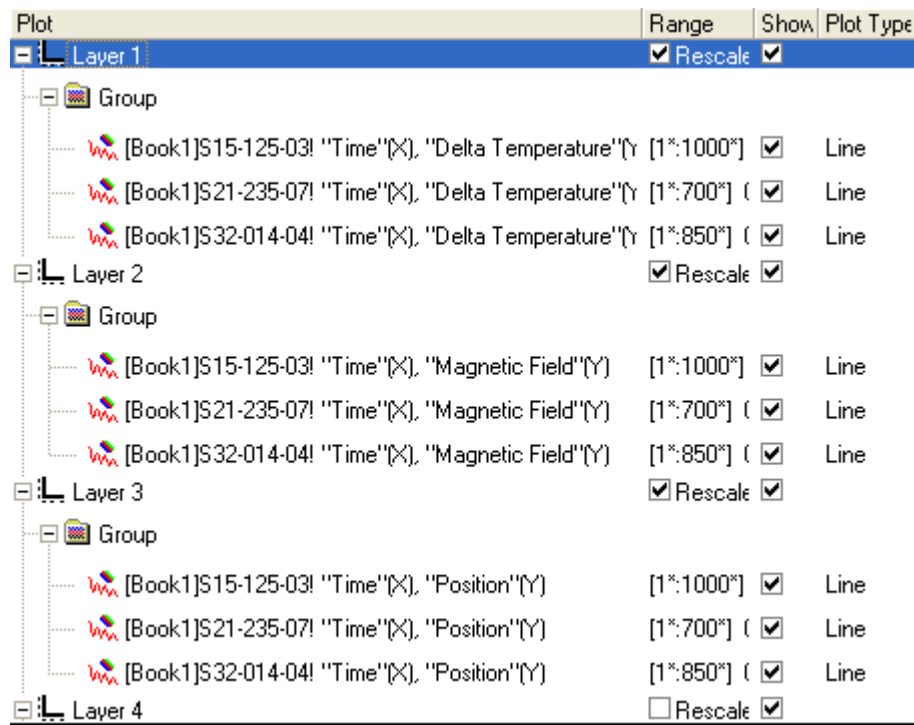 Plot Range Show Plot Type
Layer 1 Rescale
Group
[Book1]S15-125-03! "Time"(X), "Delta Temperature"(Y [1*:1000*] Line
[Book1]S21-235-07! "Time"(X), "Delta Temperature"(Y [1*:700*] ( Line
[Book1]S32-014-04! "Time"(X), "Delta Temperature"(Y [1*:850*] ( Line
Layer 2 Rescale
Group
[Book1]S15-125-03! "Time"(X), "Magnetic Field"(Y) [1*:1000*] Line
[Book1]S21-235-07! "Time"(X), "Magnetic Field"(Y) [1*:700*] ( Line
[Book1]S32-014-04! "Time"(X), "Magnetic Field"(Y) [1*:850*] ( Line
Layer 3 Rescale
Group
[Book1]S15-125-03! "Time"(X), "Position"(Y) [1*:1000*] Line
[Book1]S21-235-07! "Time"(X), "Position"(Y) [1*:700*] ( Line
[Book1]S32-014-04! "Time"(X), "Position"(Y) [1*:850*] ( Line
Layer 4 Rescale